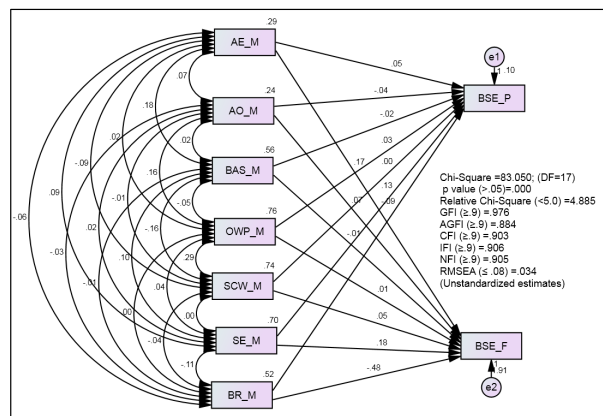 .29
AE_M
.05
e1
1
.10
BSE_P
.07
-.04
.24
AO_M
.18
-.02
.02
.02
-.09
.03
.56
BAS_M
.16
.17
.00
.13
-.09
Chi-Square =83.050; (DF=17)
p value (>.05)=.000
Relative Chi-Square (<5.0) =4.885
GFI (≥.9) =.976
AGFI (≥.9) =.884
CFI (≥.9) =.903
IFI (≥.9) =.906
NFI (≥.9) =.905
RMSEA (≤ .08) =.034
(Unstandardized estimates)
.09
-.01
-.16
-.05
.76
OWP_M
.07
-.01
-.06
.02
.10
.29
.74
SCW_M
.01
-.03
.04
.05
-.01
.00
.70
SE_M
.18
BSE_F
.00
-.04
-.11
.52
BR_M
-.48
1
.91
e2